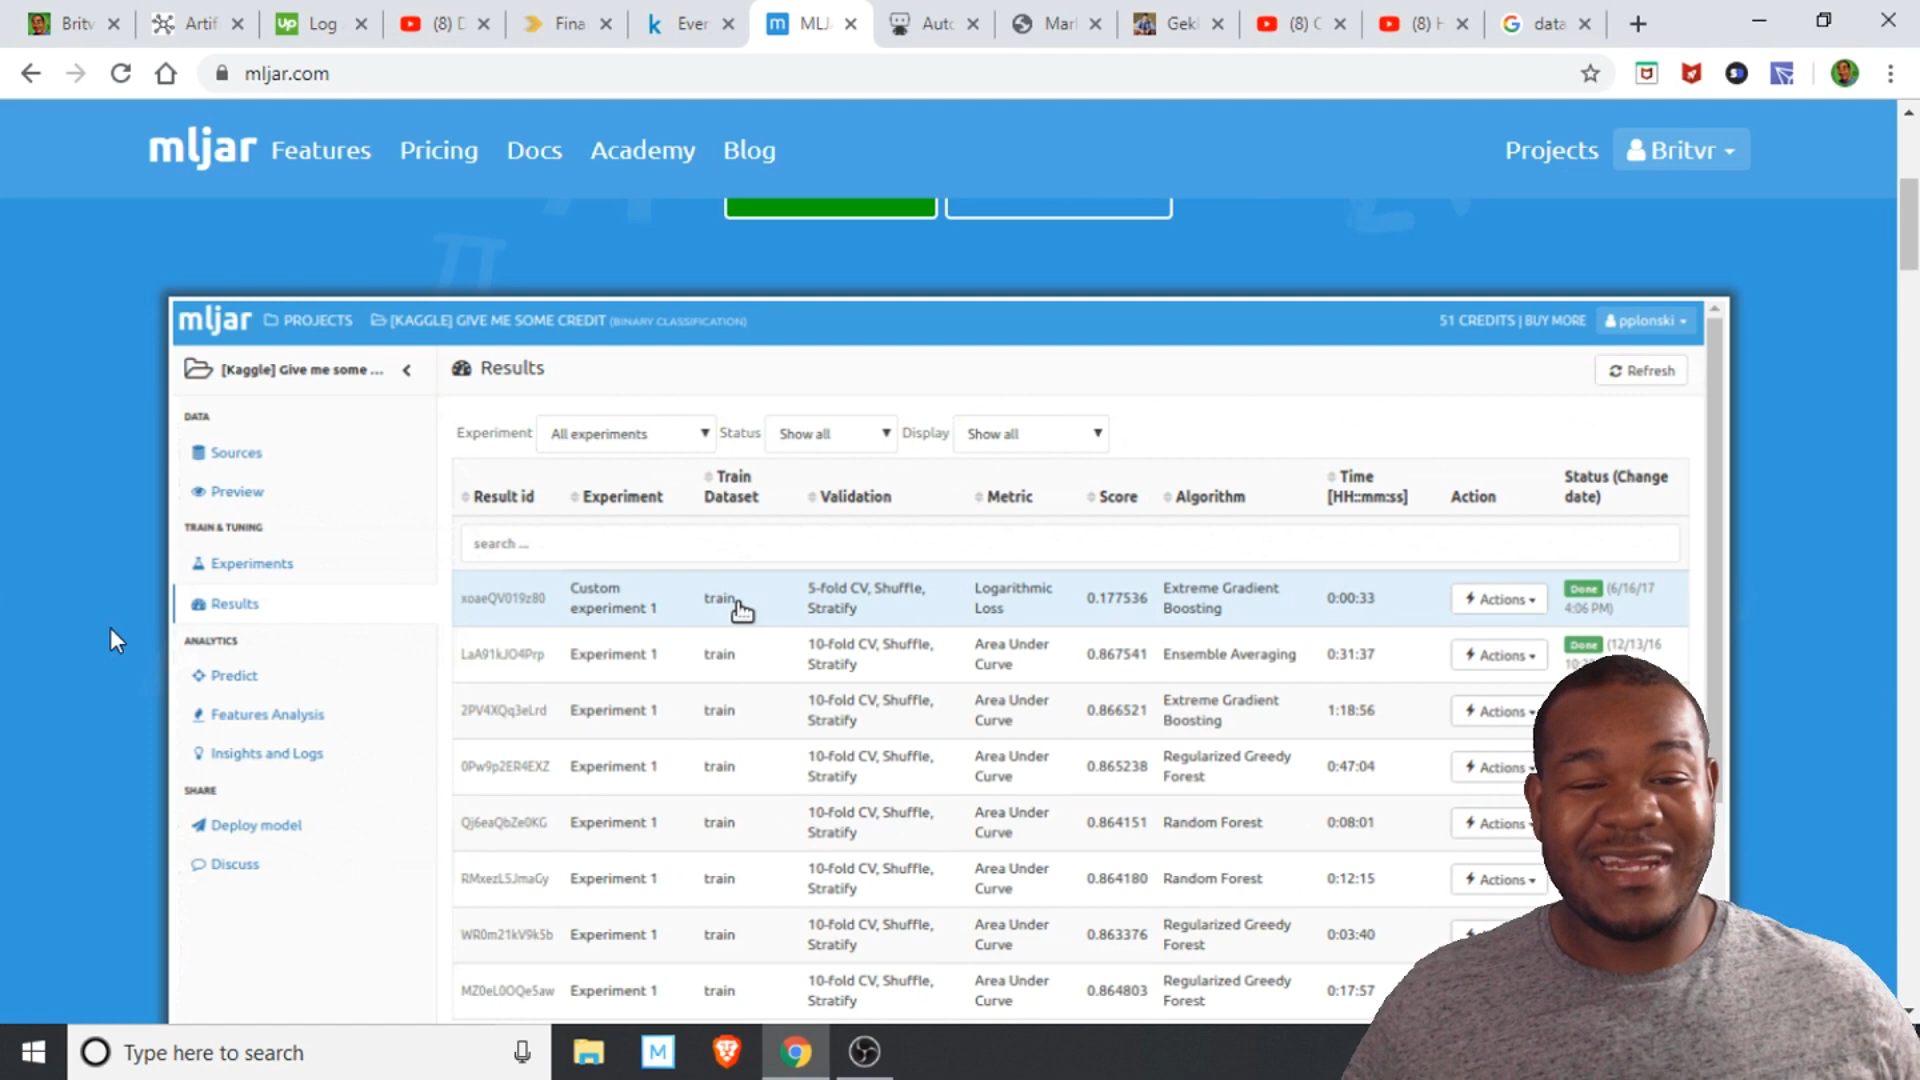 Britv
Artif
Up Log
(8) D
Fina
k Ever
m MLJ
Auto
Mark
Gekl
(8) C
(8) H
data
mljar.com
mljar Features Pricing Docs Academy Blog Projects Britvr
mljar PROJECTS [KAGGLE] GIVE ME SOME CREDIT (BINARY CLASSIFICATION) 51 CREDITS | BUY MORE pplonski
[Kaggle] Give me some ... Results Refresh
DATA
Sources
Preview
TRAIN & TUNING
Experiments
Results
ANALYTICS
Predict
Features Analysis
Insights and Logs
SHARE
Deploy model
Discuss
Experiment All experiments Status Show all Display Show all
Result id Experiment Train Dataset Validation Metric Score Algorithm Time [HH:mm:ss] Action Status (Change date)
search ...
xoaeQV019z80 Custom experiment 1 train 5-fold CV, Shuffle, Stratify Logarithmic Loss 0.177536 Extreme Gradient Boosting 0:00:33 Actions Done (6/16/17 4:06 PM)
LaA91kJO4Prp Experiment 1 train 10-fold CV, Shuffle, Stratify Area Under Curve 0.867541 Ensemble Averaging 0:31:37 Actions Done (12/13/16
2PV4XQq3eLrd Experiment 1 train 10-fold CV, Shuffle, Stratify Area Under Curve 0.866521 Extreme Gradient Boosting 1:18:56 Actions
0Pw9p2ER4EXZ Experiment 1 train 10-fold CV, Shuffle, Stratify Area Under Curve 0.865238 Regularized Greedy Forest 0:47:04 Actions
Qj6eaQbZe0KG Experiment 1 train 10-fold CV, Shuffle, Stratify Area Under Curve 0.864151 Random Forest 0:08:01 Actions
RMxezL5JmaGy Experiment 1 train 10-fold CV, Shuffle, Stratify Area Under Curve 0.864180 Random Forest 0:12:15 Actions
WR0m21kV9k5b Experiment 1 train 10-fold CV, Shuffle, Stratify Area Under Curve 0.863376 Regularized Greedy Forest 0:03:40
MZ0eL0OQe5aw Experiment 1 train 10-fold CV, Shuffle, Stratify Area Under Curve 0.864803 Regularized Greedy Forest 0:17:57
Type here to search
M